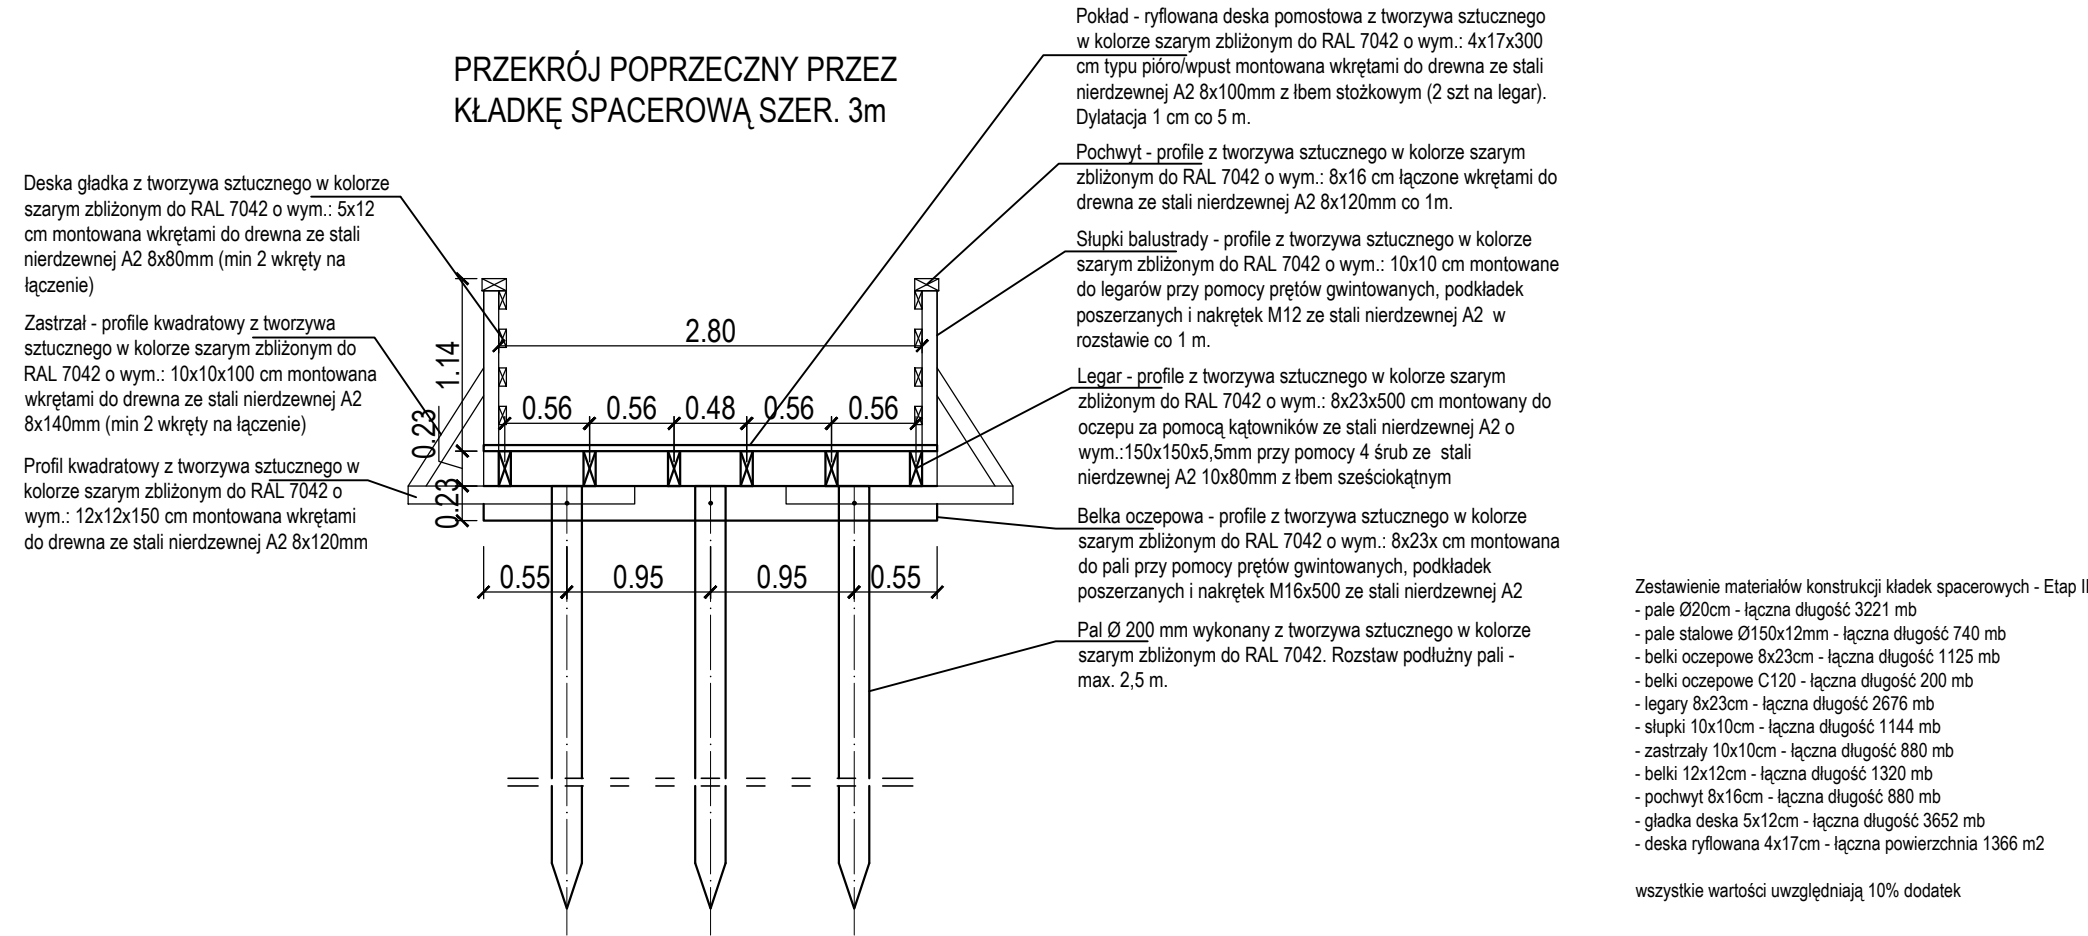 PRZEKRÓJ POPRZECZNY PRZEZ
KŁADKĘ SPACEROWĄ SZER. 3m
Deska gładka z tworzywa sztucznego w kolorze
szarym zbliżonym do RAL 7042 o wym.: 5x12
cm montowana wkrętami do drewna ze stali
nierdzewnej A2 8x80mm (min 2 wkręty na
łączenie)
Zastrzał - profile kwadratowy z tworzywa
sztucznego w kolorze szarym zbliżonym do
RAL 7042 o wym.: 10x10x100 cm montowana
wkrętami do drewna ze stali nierdzewnej A2
8x140mm (min 2 wkręty na łączenie)
Profil kwadratowy z tworzywa sztucznego w
kolorze szarym zbliżonym do RAL 7042 o
wym.: 12x12x150 cm montowana wkrętami
do drewna ze stali nierdzewnej A2 8x120mm
1.14
0.23
0.23
2.80
0.56
0.56
0.48
0.56
0.56
0.55
0.95
0.95
0.55
Pokład - ryflowana deska pomostowa z tworzywa sztucznego
w kolorze szarym zbliżonym do RAL 7042 o wym.: 4x17x300
cm typu pióro/wpust montowana wkrętami do drewna ze stali
nierdzewnej A2 8x100mm z łbem stożkowym (2 szt na legar).
Dylatacja 1 cm co 5 m.
Pochwyt - profile z tworzywa sztucznego w kolorze szarym
zbliżonym do RAL 7042 o wym.: 8x16 cm łączone wkrętami do
drewna ze stali nierdzewnej A2 8x120mm co 1m.
Słupki balustrady - profile z tworzywa sztucznego w kolorze
szarym zbliżonym do RAL 7042 o wym.: 10x10 cm montowane
do legarów przy pomocy prętów gwintowanych, podkładek
poszerzanych i nakrętek M12 ze stali nierdzewnej A2 w
rozstawie co 1 m.
Legar - profile z tworzywa sztucznego w kolorze szarym
zbliżonym do RAL 7042 o wym.: 8x23x500 cm montowany do
oczepu za pomocą kątowników ze stali nierdzewnej A2 o
wym.:150x150x5,5mm przy pomocy 4 śrub ze stali
nierdzewnej A2 10x80mm z łbem sześciokątnym
Belka oczepowa - profile z tworzywa sztucznego w kolorze
szarym zbliżonym do RAL 7042 o wym.: 8x23x cm montowana
do pali przy pomocy prętów gwintowanych, podkładek
poszerzanych i nakrętek M16x500 ze stali nierdzewnej A2
Pal Ø 200 mm wykonany z tworzywa sztucznego w kolorze
szarym zbliżonym do RAL 7042. Rozstaw podłużny pali -
max. 2,5 m.
Zestawienie materiałów konstrukcji kładek spacerowych - Etap II
- pale Ø20cm - łączna długość 3221 mb
- pale stalowe Ø150x12mm - łączna długość 740 mb
- belki oczepowe 8x23cm - łączna długość 1125 mb
- belki oczepowe C120 - łączna długość 200 mb
- legary 8x23cm - łączna długość 2676 mb
- słupki 10x10cm - łączna długość 1144 mb
- zastrzały 10x10cm - łączna długość 880 mb
- belki 12x12cm - łączna długość 1320 mb
- pochwyt 8x16cm - łączna długość 880 mb
- gładka deska 5x12cm - łączna długość 3652 mb
- deska ryflowana 4x17cm - łączna powierzchnia 1366 m2
wszystkie wartości uwzględniają 10% dodatek